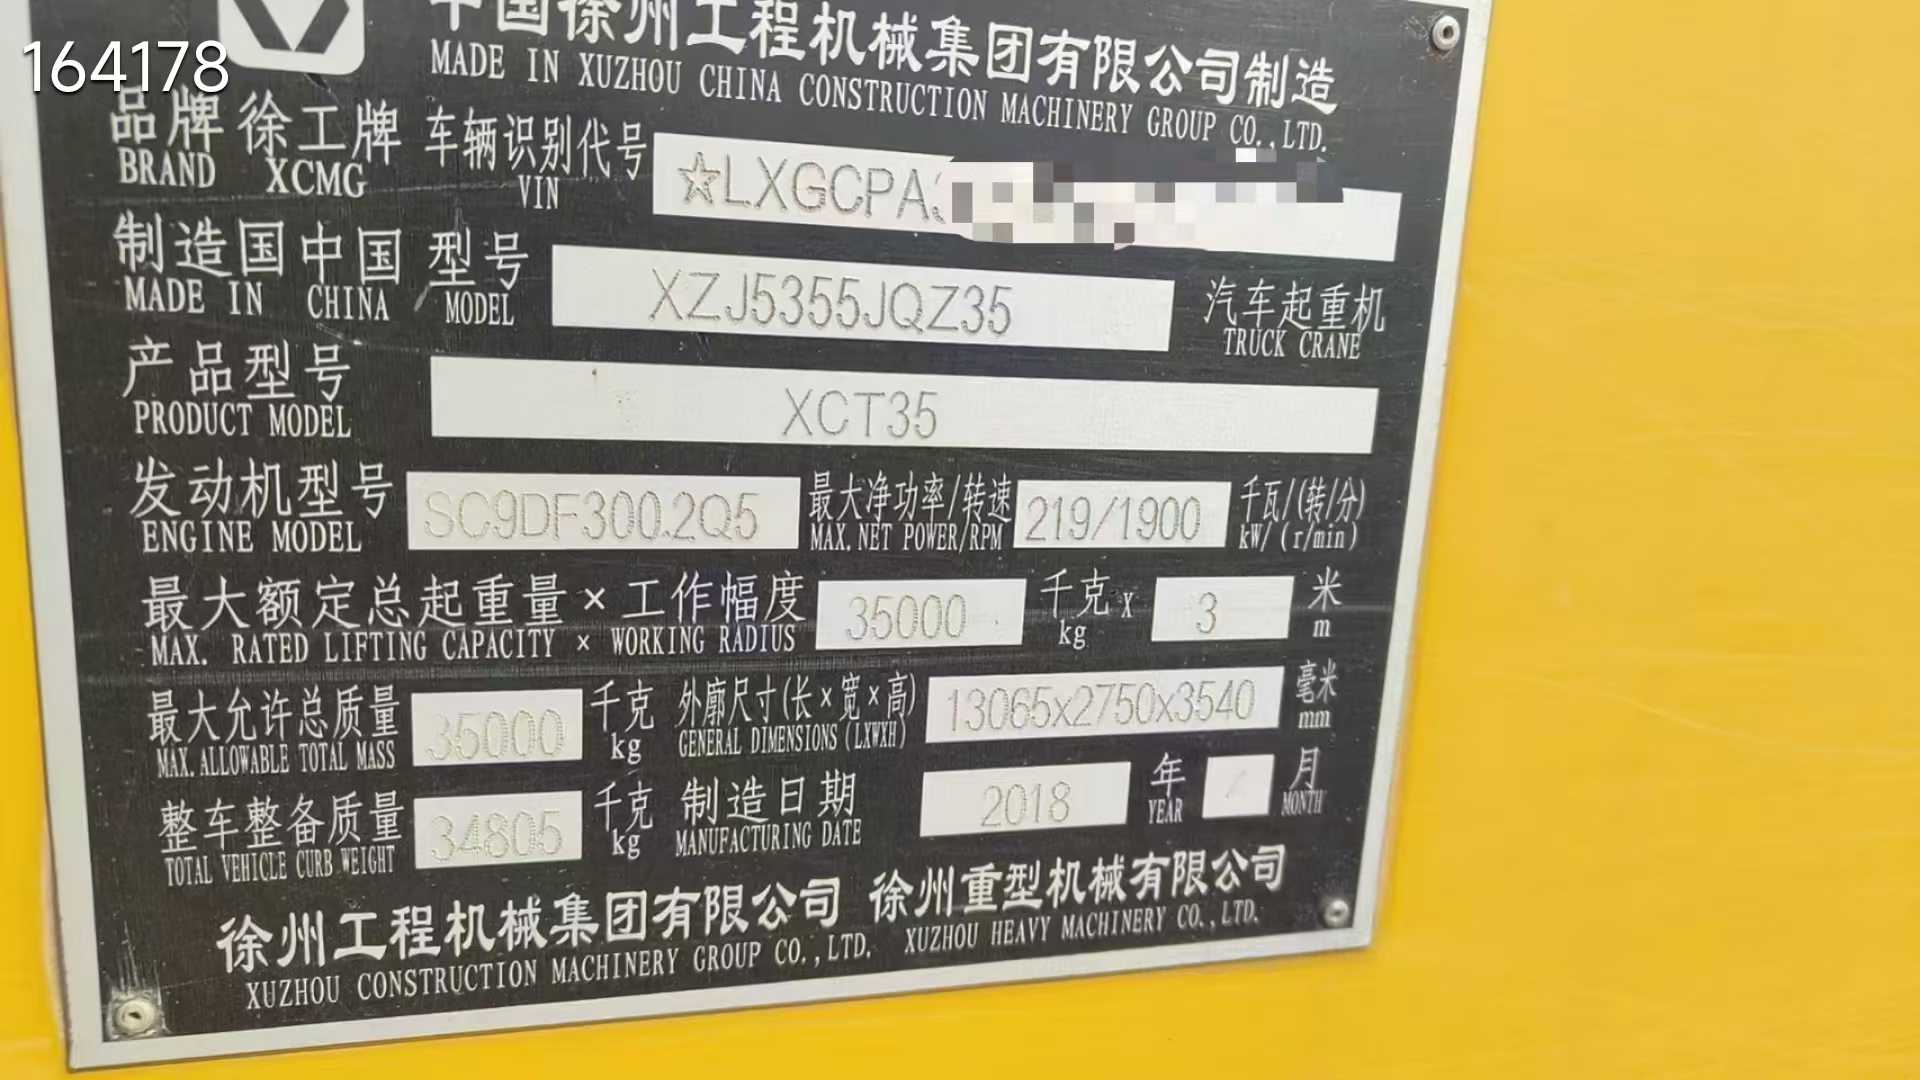 164178
中国徐州工程机械集团有限公司制造
MADE IN XUZHOU CHINA CONSTRUCTION MACHINERY GROUP CO.,LTD.
品牌 徐工牌 车辆识别代号 ☆LXGCPA
BRAND XCMG VIN
制造国 中国 型号 XZJ5355JQZ35 汽车起重机
MADE IN CHINA MODEL TRUCK CRANE
产品型号 XCT35
PRODUCT MODEL
发动机型号 SC9DF300.2Q5 最大净功率/转速 219/1900 千瓦/(转/分)
ENGINE MODEL MAX.NET POWER/RPM kW/(r/min)
最大额定总起重量×工作幅度 35000 千克 x 3 米
MAX. RATED LIFTING CAPACITY × WORKING RADIUS kg m
最大允许总质量 35000 千克 外廓尺寸(长×宽×高) 13065x2750x3540 毫米
MAX.ALLOWABLE TOTAL MASS kg GENERAL DIMENSIONS(LXWXH) mm
整车整备质量 34805 千克 制造日期 2018 年 / 月
TOTAL VEHICLE CURB WEIGHT kg MANUFACTURING DATE YEAR MONTH
徐州工程机械集团有限公司 徐州重型机械有限公司
XUZHOU CONSTRUCTION MACHINERY GROUP CO.,LTD. XUZHOU HEAVY MACHINERY CO.,LTD.